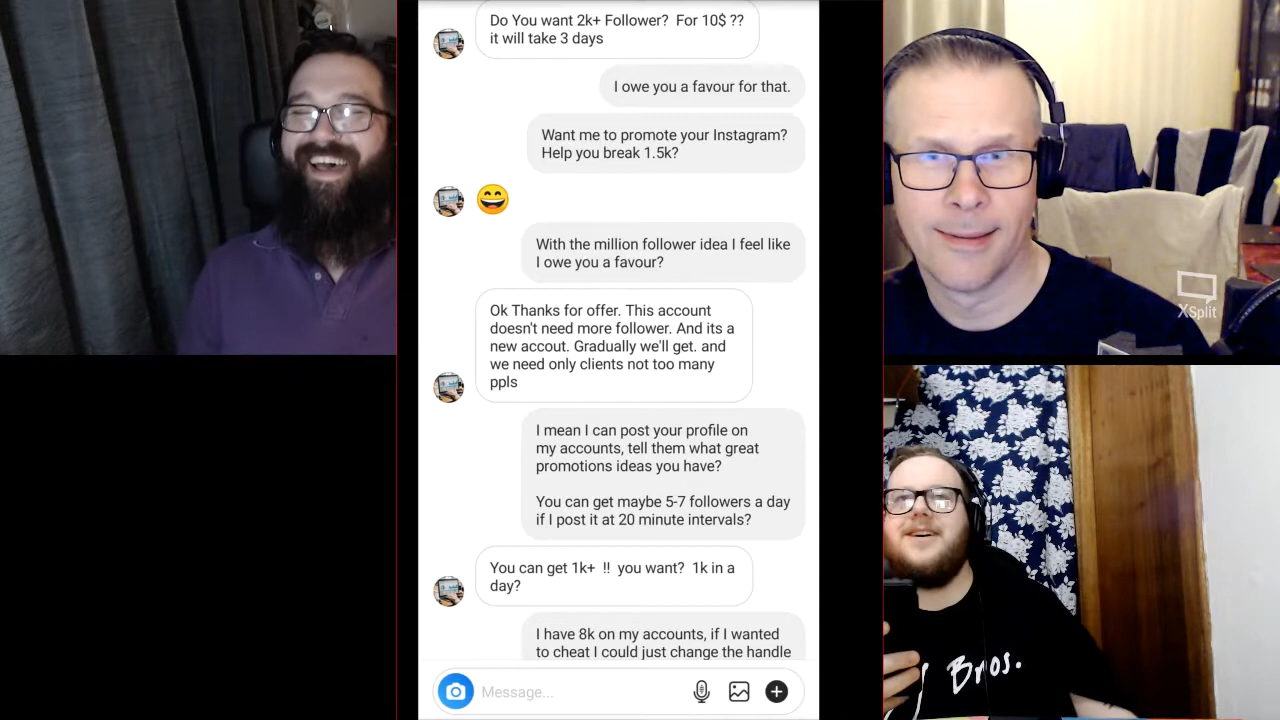 Do You want 2k+ Follower? For 10$ ??
it will take 3 days
I owe you a favour for that.
Want me to promote your Instagram?
Help you break 1.5k?
With the million follower idea I feel like
I owe you a favour?
Ok Thanks for offer. This account
doesn't need more follower. And its a
new accout. Gradually we'll get. and
we need only clients not too many
ppls
I mean I can post your profile on
my accounts, tell them what great
promotions ideas you have?
You can get maybe 5-7 followers a day
if I post it at 20 minute intervals?
You can get 1k+ !! you want? 1k in a
day?
I have 8k on my accounts, if I wanted
to cheat I could just change the handle
Message...
XSplit
Bros.